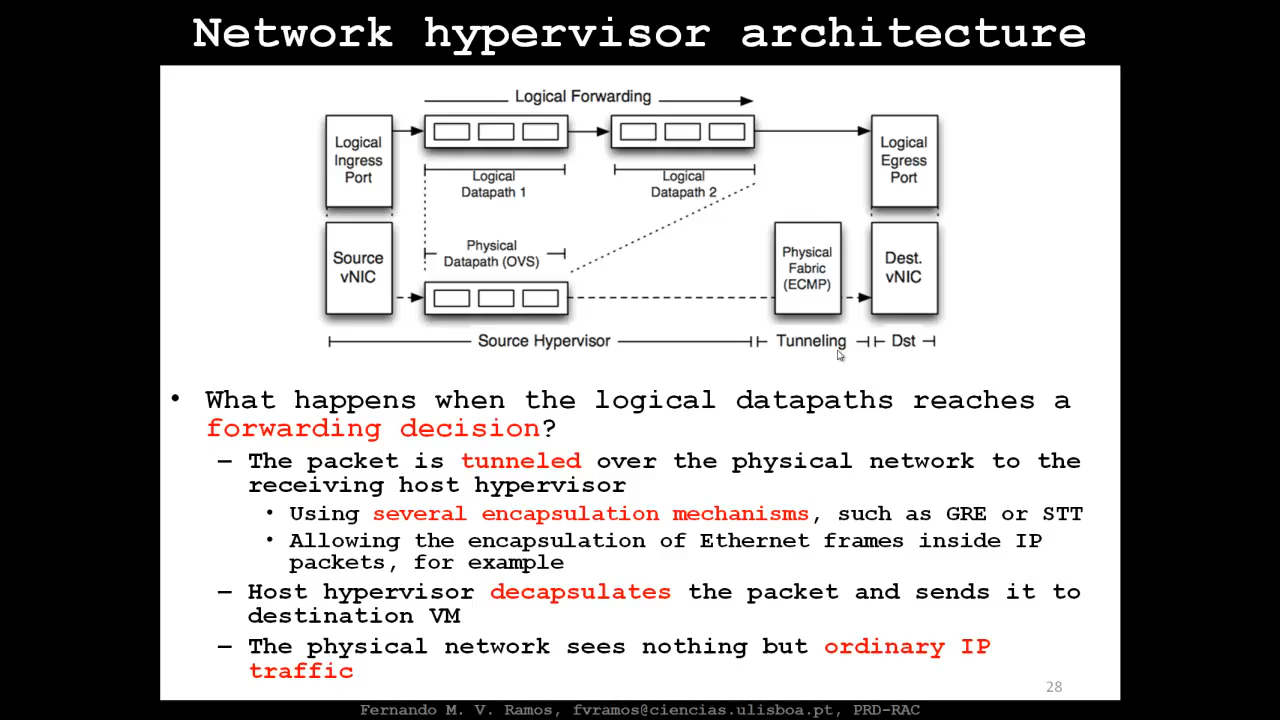 Network hypervisor architecture
Logical Forwarding
Logical
Ingress
Port
Logical
Egress
Port
Logical
Datapath 1
Logical
Datapath 2
Source
vNIC
Physical
Datapath (OVS)
Physical
Fabric
(ECMP)
Dest.
vNIC
Source Hypervisor
Tunneling
Dst
• What happens when the logical datapaths reaches a
forwarding decision?
– The packet is tunneled over the physical network to the
receiving host hypervisor
• Using several encapsulation mechanisms, such as GRE or STT
• Allowing the encapsulation of Ethernet frames inside IP
packets, for example
– Host hypervisor decapsulates the packet and sends it to
destination VM
– The physical network sees nothing but ordinary IP
traffic
28
Fernando M. V. Ramos, fvramos@ciencias.ulisboa.pt, PRD-RAC